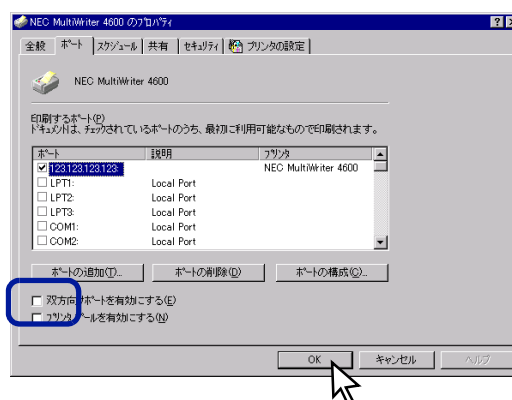 NEC MultiWriter 4600 のプロパティ
全般 ポート スケジュール 共有 セキュリティ プリンタの設定
NEC MultiWriter 4600
印刷するポート(P)
ドキュメントは、チェックされているポートのうち、最初に利用可能なもので印刷されます。
ポート 説明 プリンタ
123.123.123.123: NEC MultiWriter 4600
LPT1: Local Port
LPT2: Local Port
LPT3: Local Port
COM1: Local Port
COM2: Local Port
ポートの追加(T)... ポートの削除(D) ポートの構成(C)...
双方向サポートを有効にする(E)
プリンタ プールを有効にする(N)
OK キャンセル ヘルプ